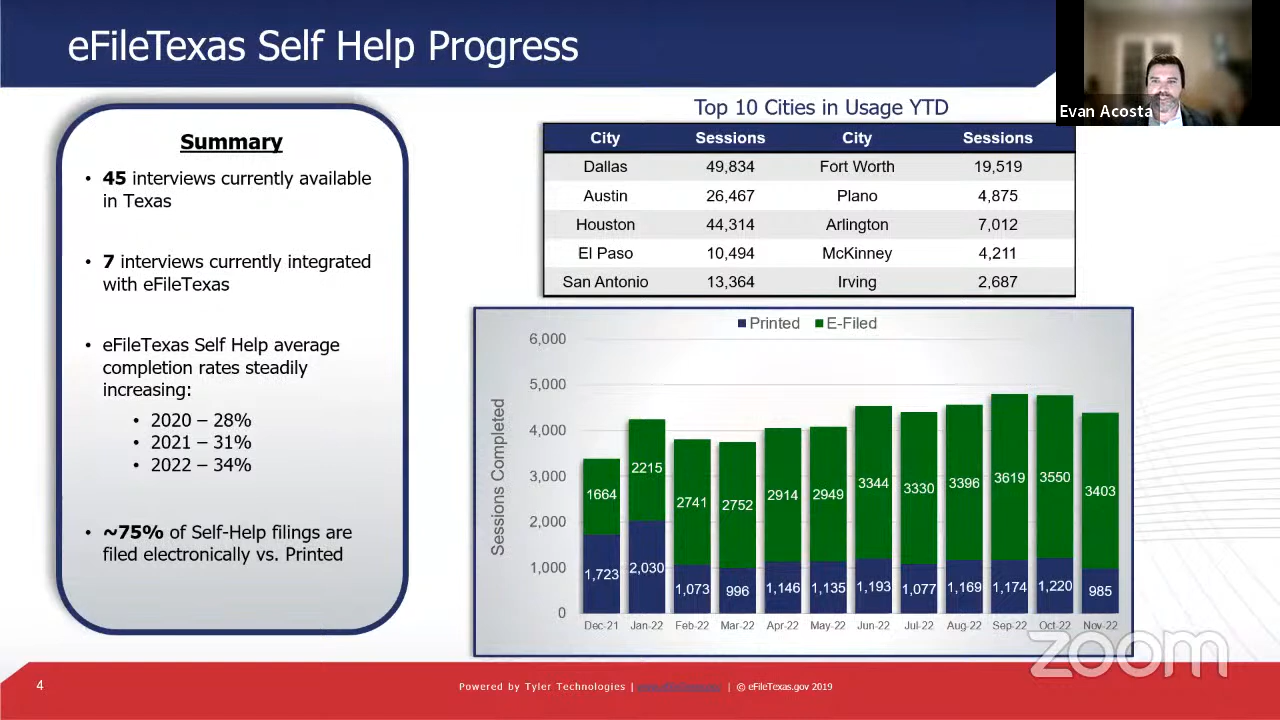 eFileTexas Self Help Progress
Evan Acosta
Summary
• 45 interviews currently available
in Texas
• 7 interviews currently integrated
with eFileTexas
• eFileTexas Self Help average
completion rates steadily
increasing:
• 2020 – 28%
• 2021 – 31%
• 2022 – 34%
• ~75% of Self-Help filings are
filed electronically vs. Printed
Top 10 Cities in Usage YTD
City Sessions City Sessions
Dallas 49,834 Fort Worth 19,519
Austin 26,467 Plano 4,875
Houston 44,314 Arlington 7,012
El Paso 10,494 McKinney 4,211
San Antonio 13,364 Irving 2,687
Printed E-Filed
Sessions Completed
6,000
5,000
4,000
3,000
2,000
1,000
0
1664 2215 2741 2752 2914 2949 3344 3330 3396 3619 3550 3403
1,723 2,030 1,073 996 1,146 1,135 1,193 1,077 1,169 1,174 1,220 985
Dec-21 Jan-22 Feb-22 Mar-22 Apr-22 May-22 Jun-22 Jul-22 Aug-22 Sep-22 Oct-22 Nov-22
zoom
4
Powered by Tyler Technologies | | © eFileTexas.gov 2019